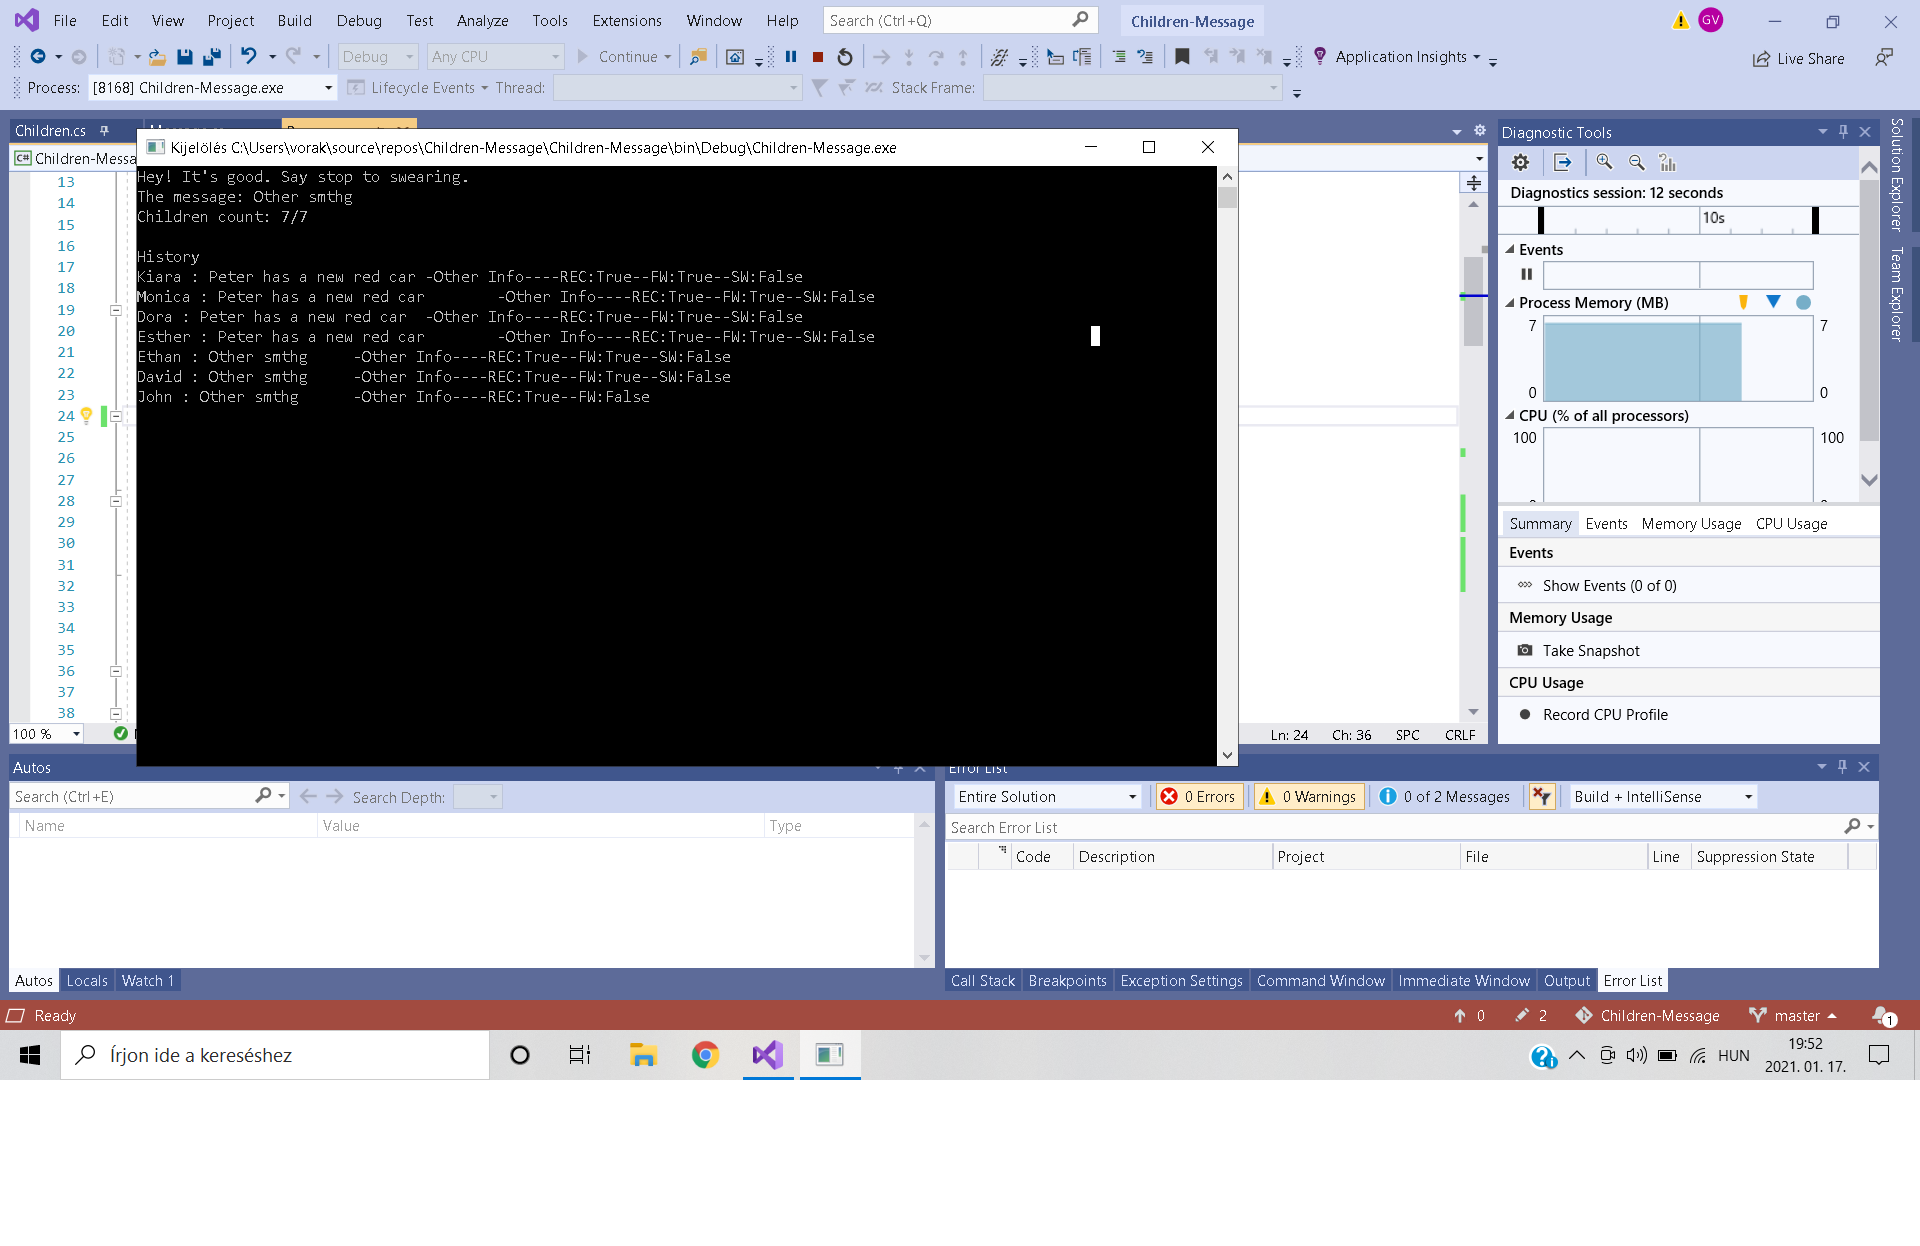 File Edit View Project Build Debug Test Analyze Tools Extensions Window Help Search (Ctrl+Q) Children-Message GV
Debug Any CPU Continue Application Insights Live Share
Process: [8168] Children-Message.exe Lifecycle Events Thread: Stack Frame:
Children.cs
C# Children-Messa
Kijelölés C:\Users\vorak\source\repos\Children-Message\Children-Message\bin\Debug\Children-Message.exe
Hey! It's good. Say stop to swearing.
The message: Other smthg
Children count: 7/7
History
Kiara : Peter has a new red car -Other Info----REC:True--FW:True--SW:False
Monica : Peter has a new red car -Other Info----REC:True--FW:True--SW:False
Dora : Peter has a new red car -Other Info----REC:True--FW:True--SW:False
Esther : Peter has a new red car -Other Info----REC:True--FW:True--SW:False
Ethan : Other smthg -Other Info----REC:True--FW:True--SW:False
David : Other smthg -Other Info----REC:True--FW:True--SW:False
John : Other smthg -Other Info----REC:True--FW:False
13
14
15
16
17
18
19
20
21
22
23
24
25
26
27
28
29
30
31
32
33
34
35
36
37
38
100 %
Ln: 24 Ch: 36 SPC CRLF
Diagnostic Tools
Diagnostics session: 12 seconds
10s
Events
Process Memory (MB)
7 7
0 0
CPU (% of all processors)
100 100
Summary Events Memory Usage CPU Usage
Events
Show Events (0 of 0)
Memory Usage
Take Snapshot
CPU Usage
Record CPU Profile
Solution Explorer
Team Explorer
Autos
Search (Ctrl+E) Search Depth:
Name Value Type
Autos Locals Watch 1
Error List
Entire Solution 0 Errors 0 Warnings 0 of 2 Messages Build + IntelliSense
Search Error List
Code Description Project File Line Suppression State
Call Stack Breakpoints Exception Settings Command Window Immediate Window Output Error List
Ready 0 2 Children-Message master 1
Írjon ide a kereséshez
HUN
19:52
2021. 01. 17.